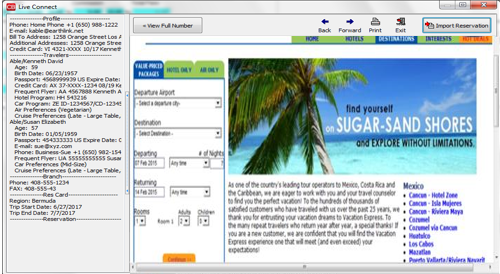 Live Connect
-Profile-
Phone: Home Phone +1 (650) 988-1222
E-mail: kable@earthlink.net
Bill To Address: 1258 Orange Street Los A
Additional Addresses: 1258 Orange Street
Credit Card: VI 4321-XXXX 10/17 Kenneth
-Travelers-
Able/Kenneth David
Age: 59
Birth Date: 06/23/1957
Passport: 4568999939 US Expire Date:
Credit Card: AX 37-XXXX-1234 08/19 Ke
Frequent Flyer: AA 4567888 Kenneth A
Hotel Program: HH 543216
Car Program: ZE ID-1234567/CD-12345
Air Preferences (Vegetarian)
Cruise Preferences (Late - Large Table,
Able/Susan Elizabeth
Age: 57
Birth Date: 01/05/1959
Passport: 454333333 US Expire Date:
E-mail: sue@xyz.com
Phone: Business-Sue +1 (650) 982-154
Frequent Flyer: UA 55555555555 Susan
Car Preferences (Mid-Size)
Cruise Preferences (Late - Large Table,
-Branch-
Phone: 408-555-1234
FAX: 408-555-43
-Res Card-
Region: Bermuda
Trip Start Date: 6/27/2017
Trip End Date: 7/7/2017
-Reservation-
View Full Number
Back
Forward
Print
Exit
Import Reservation
HOME
HOTELS
DESTINATIONS
INTERESTS
HOT DEALS
VALUE-PRICED PACKAGES
HOTEL ONLY
AIR ONLY
Departure Airport
- Select a departure city-
Destination
- Select Destination -
Departing
# of Nights
07 Feb 2015
Any time
Returning
14 Feb 2015
Any time
Rooms
Adults
Children
1
Room 1
2
0
Continue
find yourself
on SUGAR-SAND SHORES
and EXPLORE WITHOUT LIMITATIONS.
As one of the country's leading tour operators to Mexico, Costa Rica and
the Caribbean, we are eager to work with you and your travel counselor
to find you the perfect vacation! To the hundreds of thousands of
satisfied customers who have traveled with us over the past 25 years, we
thank you for entrusting your vacation dreams to Vacation Express. To
the many repeat travelers who return year after year, a special thanks! If
you are a new customer, we are confident that you will find the Vacation
Express experience one that will meet (and even exceed) your
expectations!
Mexico
Cancun - Hotel Zone
Cancun - Isla Mujeres
Cancun - Riviera Maya
Cozumel
Cozumel via Cancun
Huatulco
Los Cabos
Mazatlan
Puerto Vallarta/Riviera Nayarit